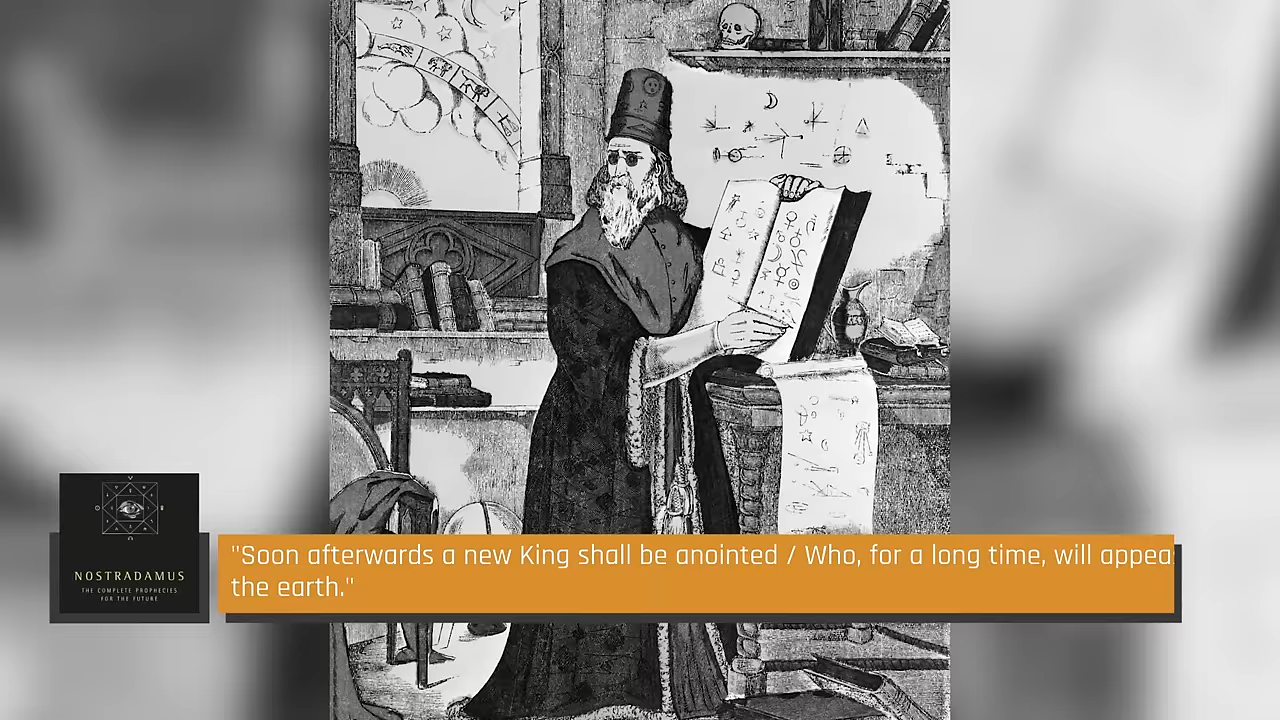 NOSTRADAMUS
THE COMPLETE PROPHECIES
FOR THE FUTURE
"Soon afterwards a new King shall be anointed / Who, for a long time, will appea
the earth."